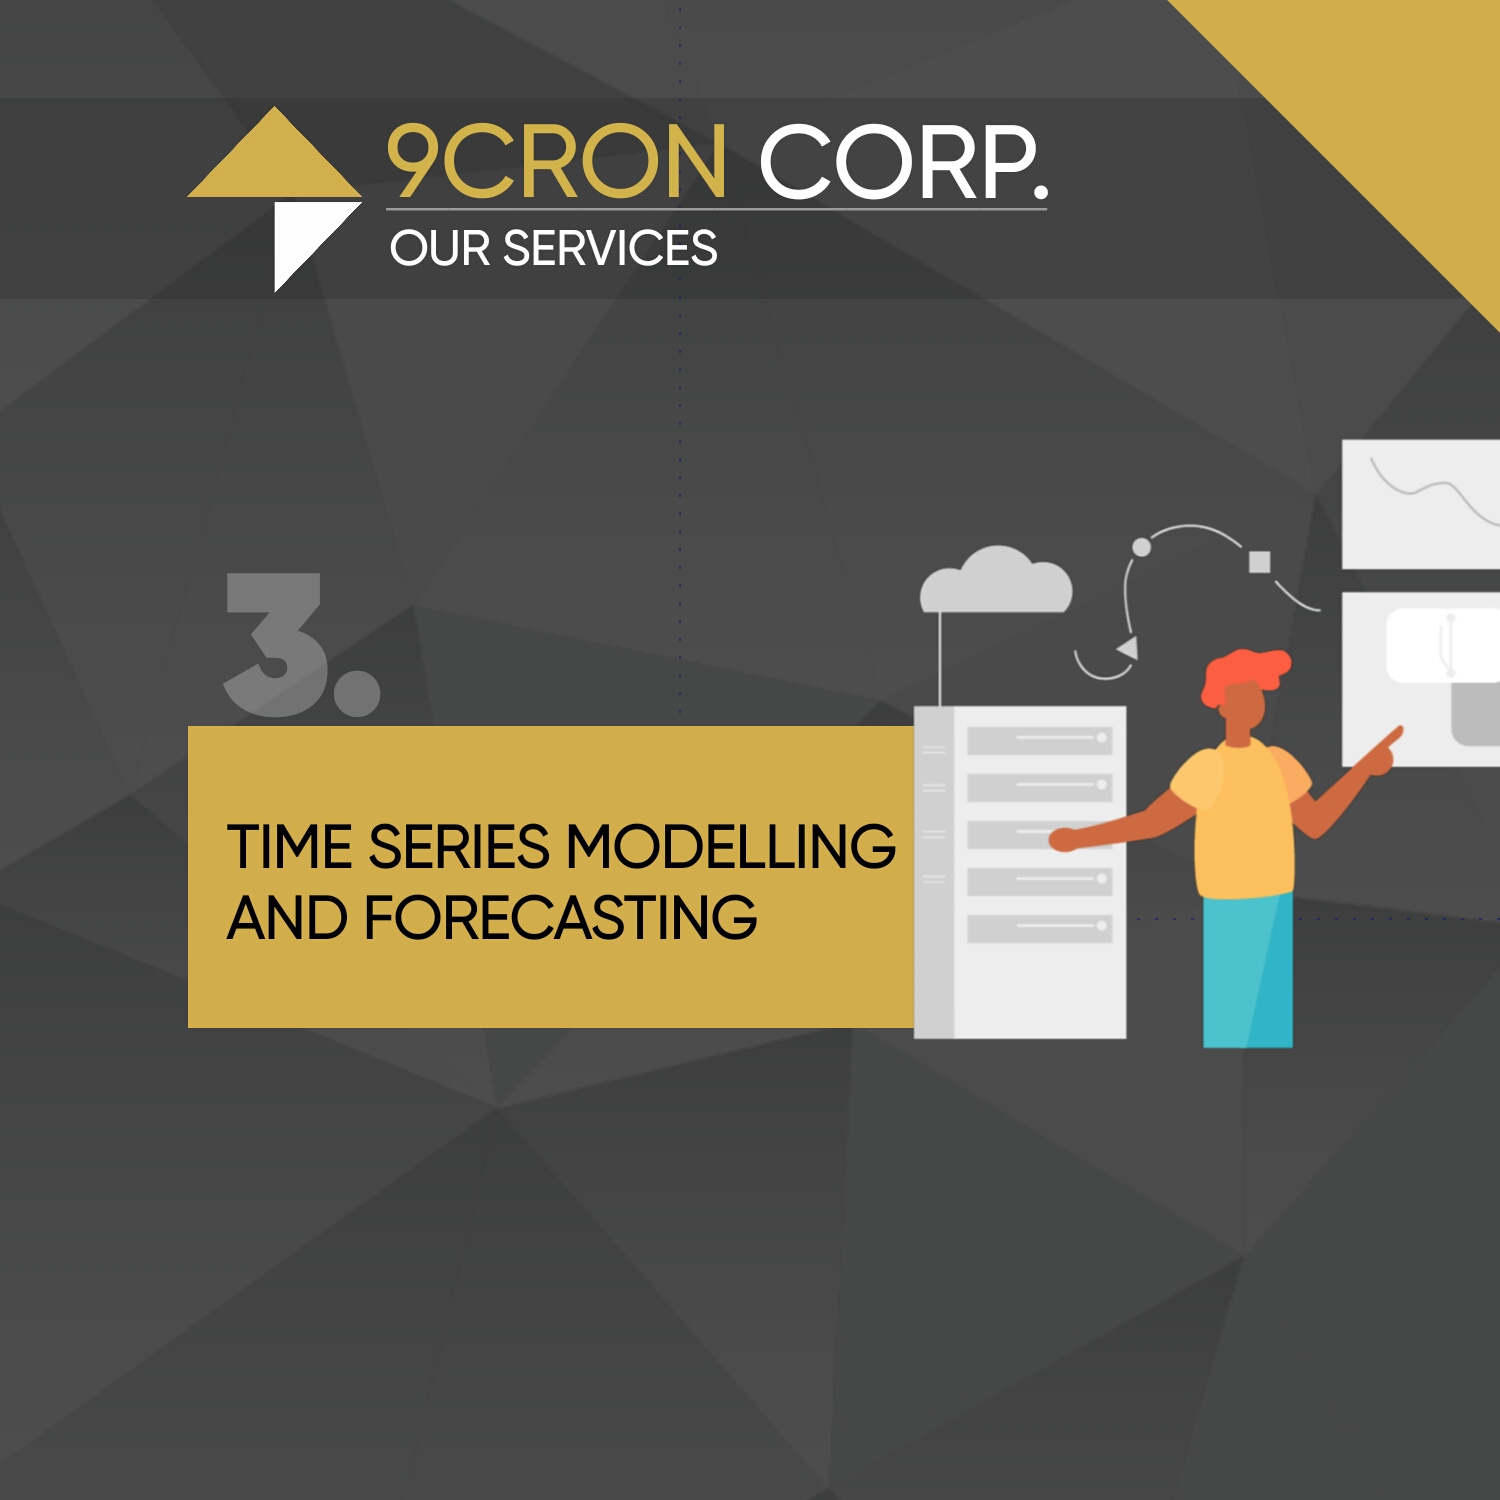 9CRON CORP.
OUR SERVICES
3.
TIME SERIES MODELLING
AND FORECASTING